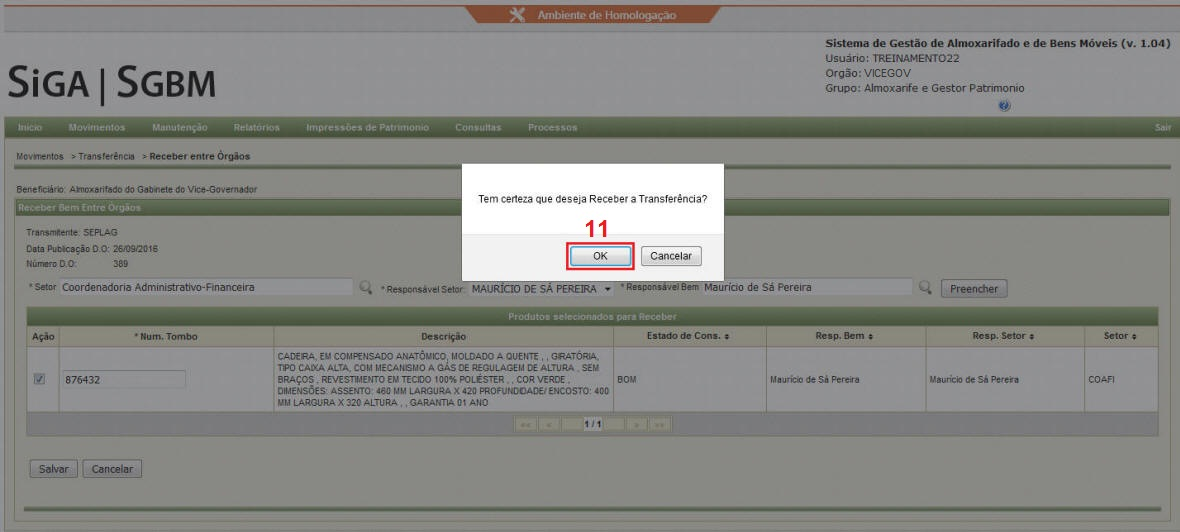 Ambiente de Homologação
Sistema de Gestão de Almoxarifado e de Bens Móveis (v. 1.04)
Usuário: TREINAMENTO22
Orgão: VICEGOV
Grupo: Almoxarife e Gestor Patrimonio
SIGA | SGBM
Inicio Movimentos Manutenção Relatórios Impressões de Patrimonio Consultas Processos Sair
Movimentos > Transferência > Receber entre Órgãos
Beneficiário: Almoxarifado do Gabinete do Vice-Governador
Receber Bem Entre Órgãos
Tem certeza que deseja Receber a Transferência?
11
OK Cancelar
Transmitente: SEPLAG
Data Publicação D.O: 26/09/2016
Número D.O: 389
* Setor Coordenadoria Administrativo-Financeira * Responsável Setor: MAURÍCIO DE SÁ PEREIRA * Responsável Bem Maurício de Sá Pereira Preencher
Produtos selecionados para Receber
Ação * Num. Tombo Descrição Estado de Cons. Resp. Bem Resp. Setor Setor
876432
CADEIRA, EM COMPENSADO ANATÔMICO, MOLDADO A QUENTE , , GIRATÓRIA,
TIPO CAIXA ALTA, COM MECANISMO A GÁS DE REGULAGEM DE ALTURA , SEM
BRAÇOS , REVESTIMENTO EM TECIDO 100% POLIÉSTER , , COR VERDE ,
DIMENSÕES: ASSENTO: 460 MM LARGURA X 420 PROFUNDIDADE/ ENCOSTO: 400
MM LARGURA X 320 ALTURA , , GARANTIA 01 ANO
BOM Maurício de Sá Pereira Maurício de Sá Pereira COAFI
<< < 1 / 1 > >>
Salvar Cancelar